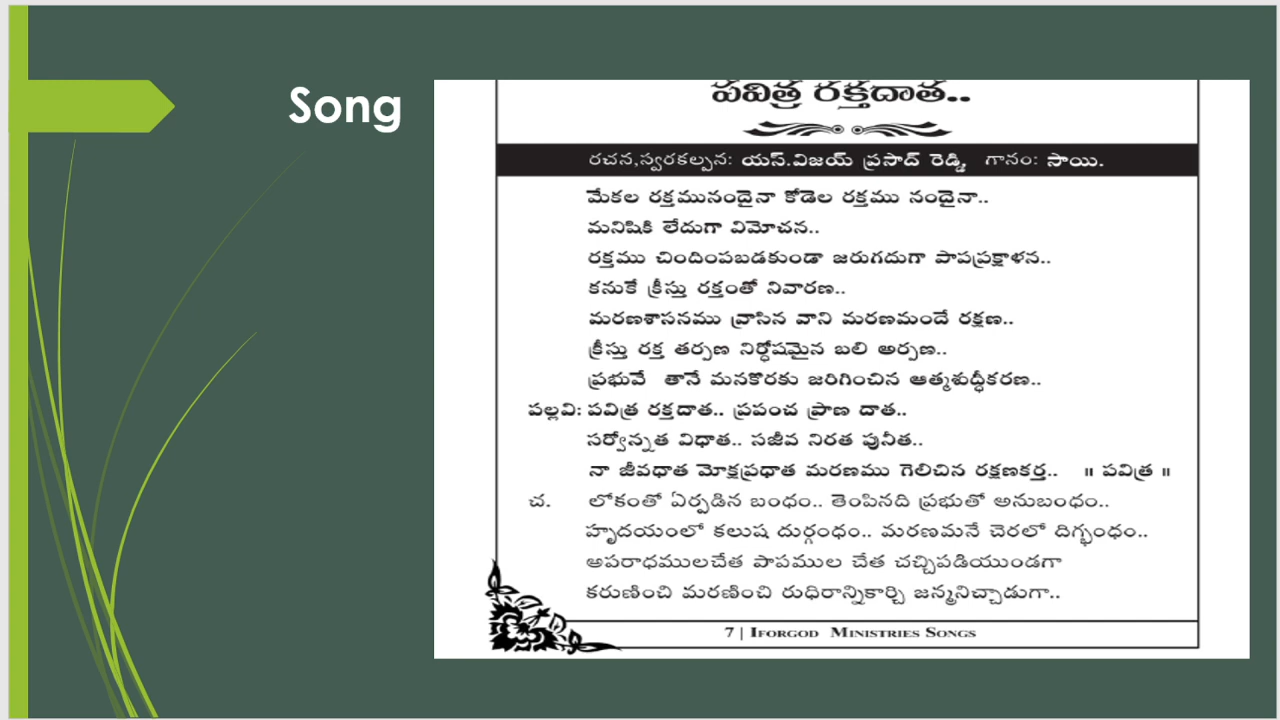 Song
పవిత్ర రక్తదాత..
రచన,స్వరకల్పన: యస్.విజయ్ ప్రసాద్ రెడ్డి, గానం: సాయి.
మేకల రక్తమునందైనా కోడెల రక్తము నందైనా..
మనిషికి లేదుగా విమోచన..
రక్తము చిందింపబడకుండా జరుగదుగా పాపప్రక్షాళన..
కనుకే క్రీస్తు రక్తంతో నివారణ..
మరణశాసనము వ్రాసిన వాని మరణమందే రక్షణ..
క్రీస్తు రక్త తర్పణ నిర్ధోషమైన బలి అర్పణ..
ప్రభువే తానే మనకొరకు జరిగించిన ఆత్మశుద్ధీకరణ..
పల్లవి: పవిత్ర రక్తదాత.. ప్రపంచ ప్రాణ దాత..
సర్వోన్నత విధాత.. సజీవ నిరత పునీత..
నా జీవధాత మోక్షప్రధాత మరణము గెలిచిన రక్షణకర్త.. ॥ పవిత్ర ॥
చ. లోకంతో ఏర్పడిన బంధం.. తెంపినది ప్రభుతో అనుబంధం..
హృదయంలో కలుష దుర్గంధం.. మరణమనే చెరలో దిగ్భంధం..
అపరాధములచేత పాపముల చేత చచ్చిపడియుండగా
కరుణించి మరణించి రుధిరాన్నికార్చి జన్మనిచ్చాడుగా..
7 | Iforgod Ministries Songs